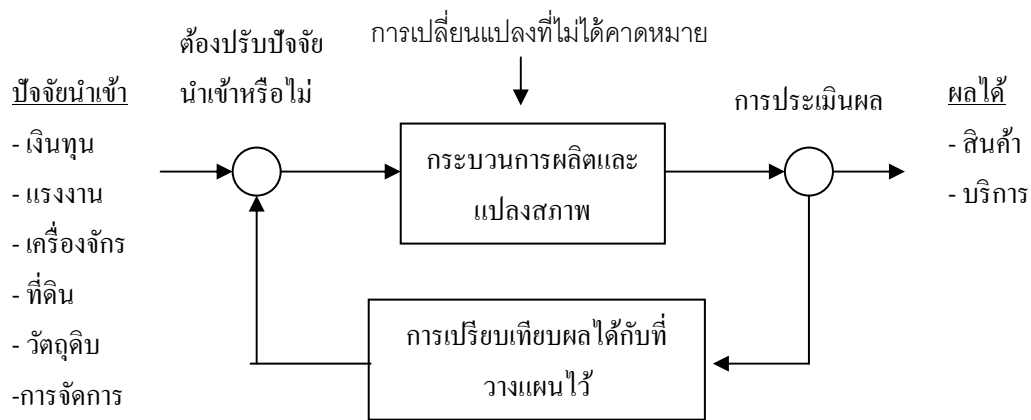 ปัจจัยนำเข้า
- เงินทุน
- แรงงาน
- เครื่องจักร
- ที่ดิน
- วัตถุดิบ
-การจัดการ
ต้องปรับปัจจัย
นำเข้าหรือไม่
การเปลี่ยนแปลงที่ไม่ได้คาดหมาย
กระบวนการผลิตและ
แปลงสภาพ
การเปรียบเทียบผลได้กับที่
วางแผนไว้
การประเมินผล
ผลได้
- สินค้า
- บริการ